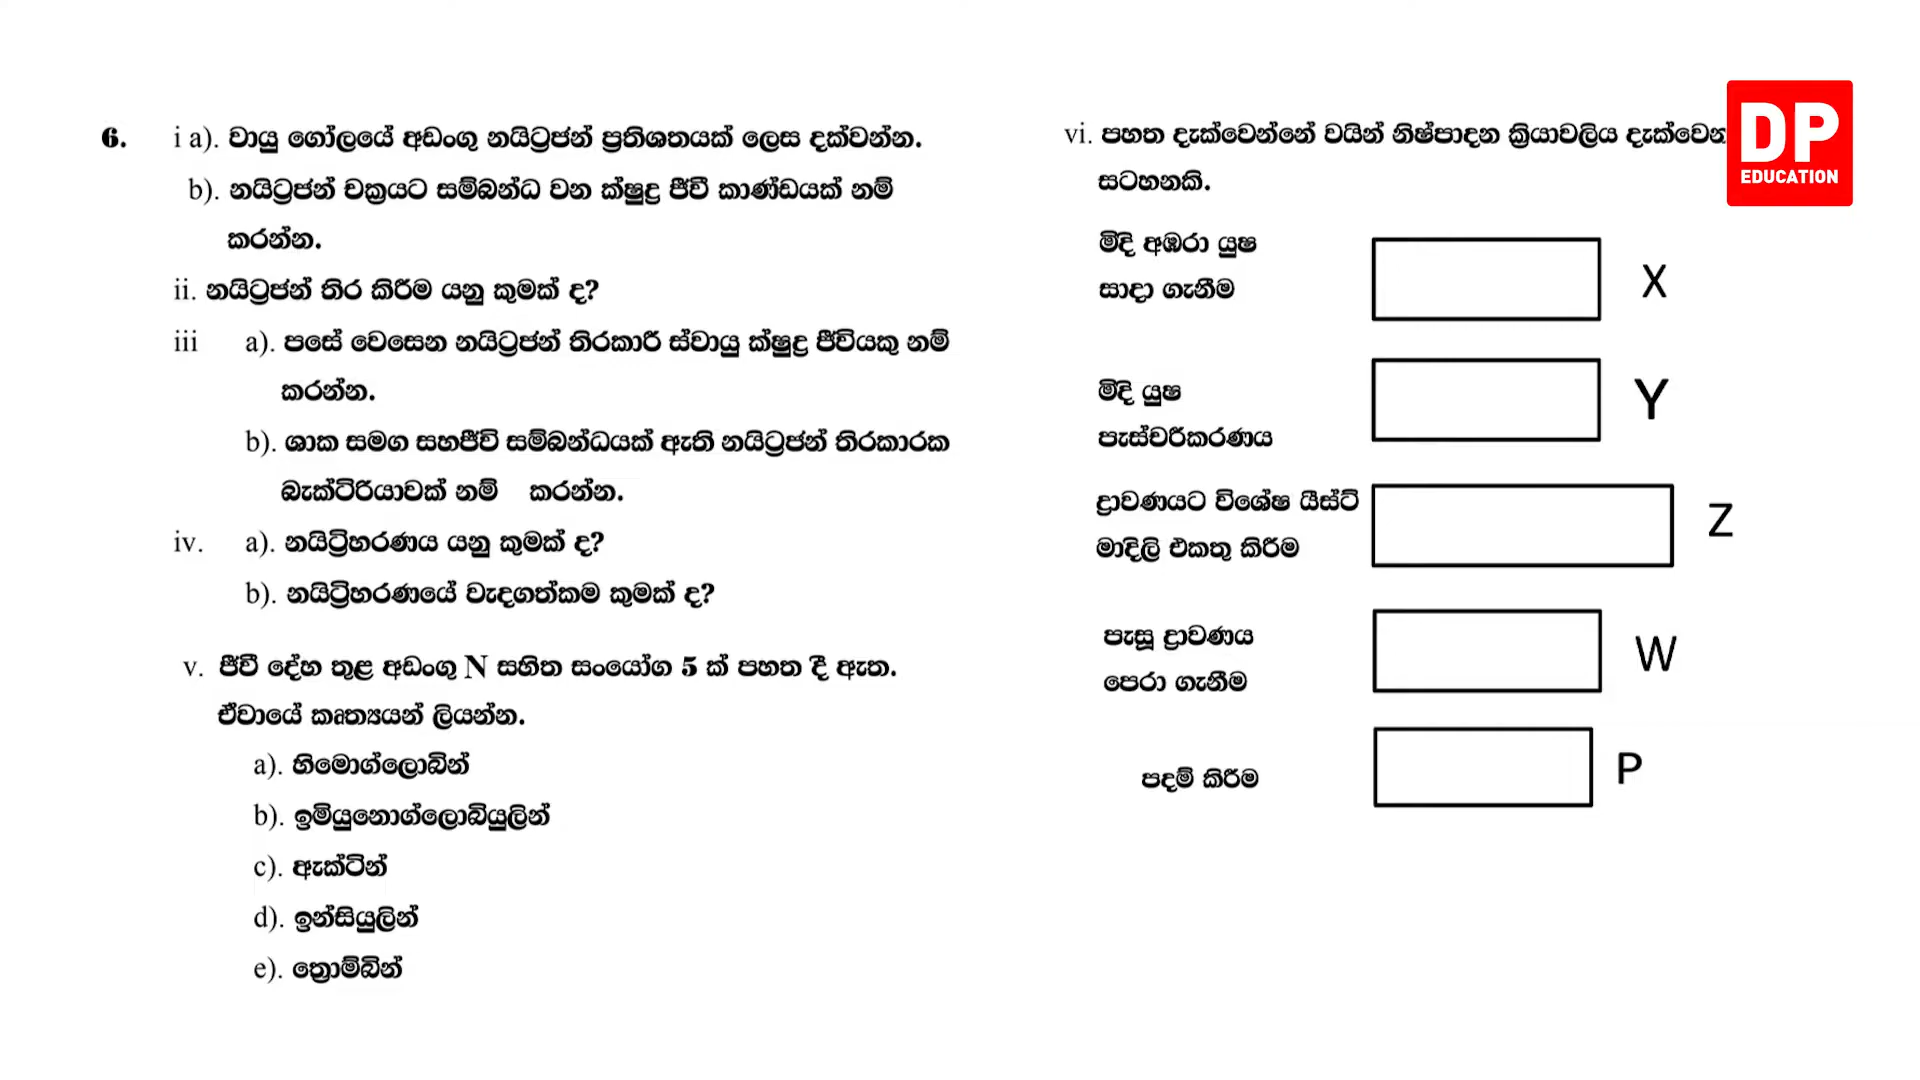 6. i a). වායු ගෝලයේ අඩංගු නයිට්‍රජන් ප්‍රතිශතයක් ලෙස දක්වන්න.
b). නයිට්‍රජන් චක්‍රයට සම්බන්ධ වන ක්ෂුද්‍ර ජීවී කාණ්ඩයක් නම්
කරන්න.
ii. නයිට්‍රජන් තිර කිරීම යනු කුමක් ද?
iii a). පසේ වෙසෙන නයිට්‍රජන් තිරකාරී ස්වායු ක්ෂුද්‍ර ජීවියකු නම්
කරන්න.
b). ශාක සමග සහජීවි සම්බන්ධයක් ඇති නයිට්‍රජන් තිරකාරක
බැක්ටිරියාවක් නම් කරන්න.
iv. a). නයිට්‍රිහරණය යනු කුමක් ද?
b). නයිට්‍රිහරණයේ වැදගත්කම කුමක් ද?
v. ජීවී දේහ තුළ අඩංගු N සහිත සංයෝග 5 ක් පහත දී ඇත.
ඒවායේ කෘත්‍යයන් ලියන්න.
a). හිමොග්ලොබින්
b). ඉම්යුනොග්ලොබියුලින්
c). ඇක්ටින්
d). ඉන්සියුලින්
e). ත්‍රොම්බින්
vi. පහත දැක්වෙන්නේ වයින් නිෂ්පාදන ක්‍රියාවලිය
සටහනකි.
මිදි අඹරා යුෂ
සාදා ගැනීම
X
මිදි යුෂ
පැස්චරීකරණය
Y
ද්‍රාවණයට විශේෂ යීස්ට්
මාදිලි එකතු කිරීම
Z
පැසූ ද්‍රාවණය
පෙරා ගැනීම
W
පදම් කිරීම
P
DP
EDUCATION